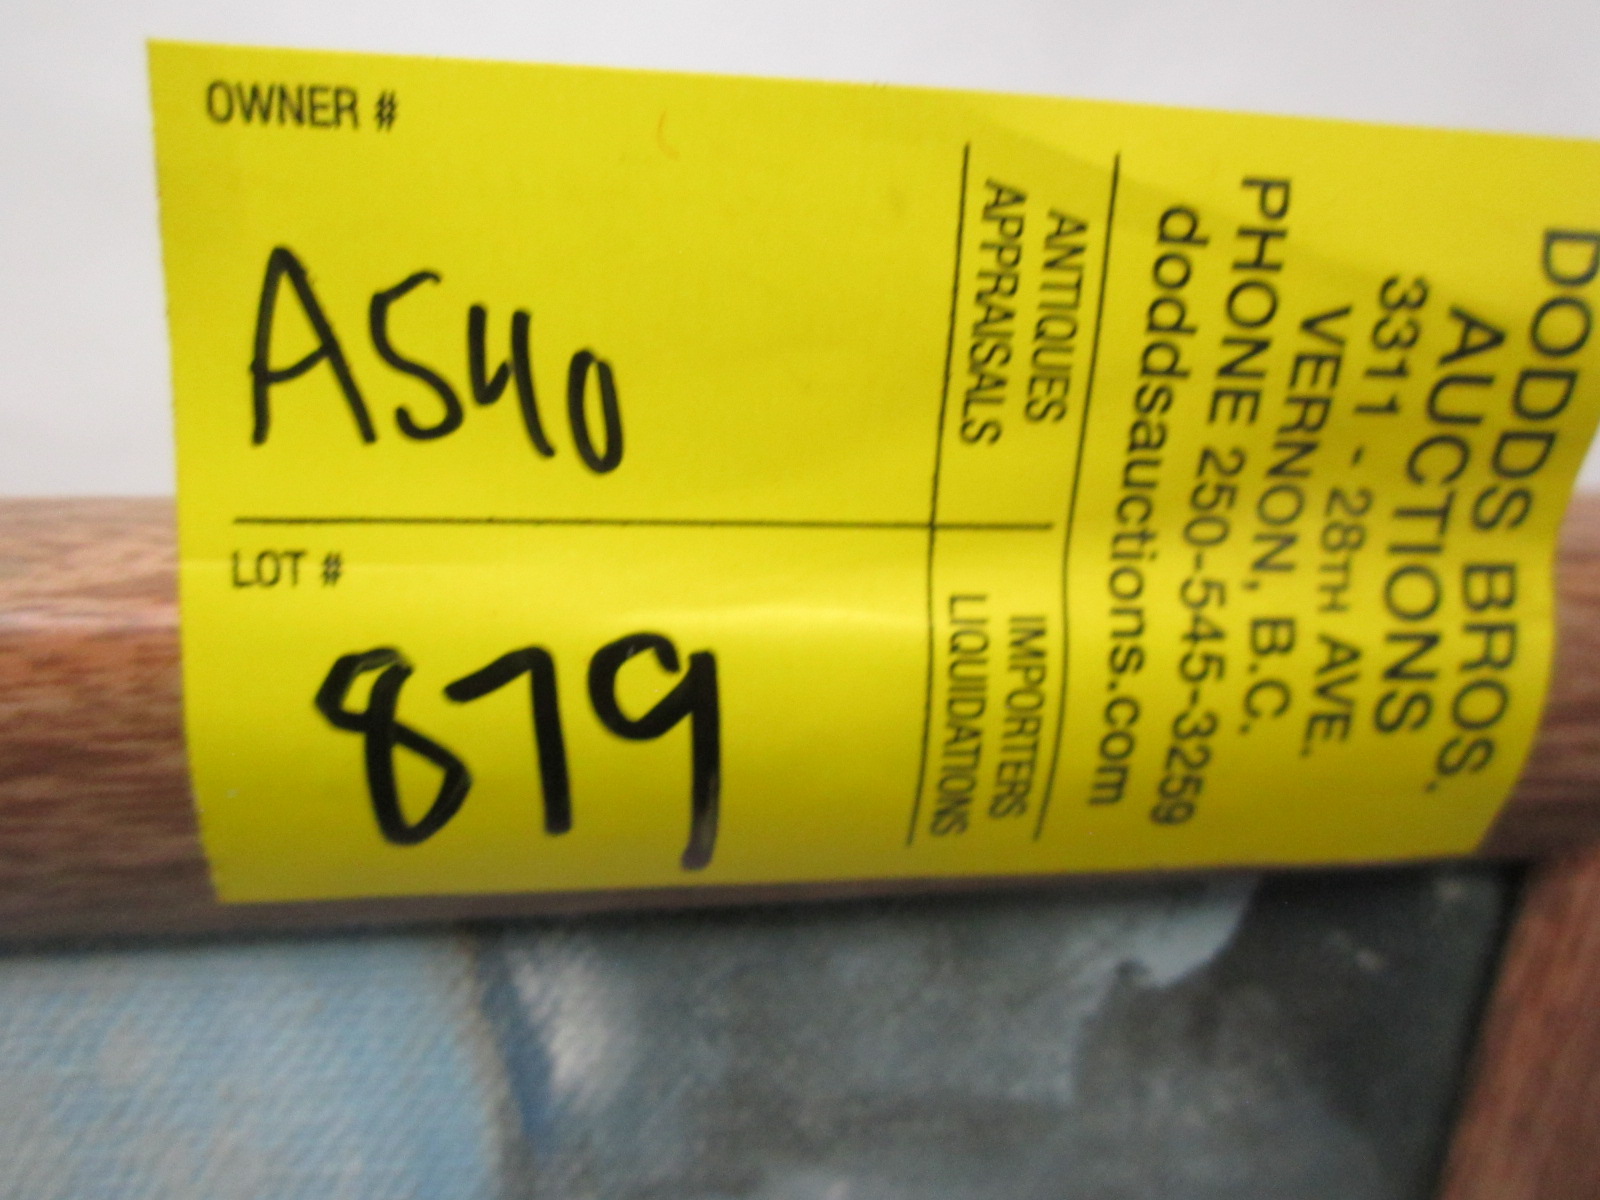 OWNER #
A540
LOT #
879
DODDS BROS.
AUCTIONS
3311 - 28TH AVE.
VERNON, B.C.
PHONE 250-545-3259
doddsauctions.com
ANTIQUES
APPRAISALS
IMPORTERS
LIQUIDATIONS